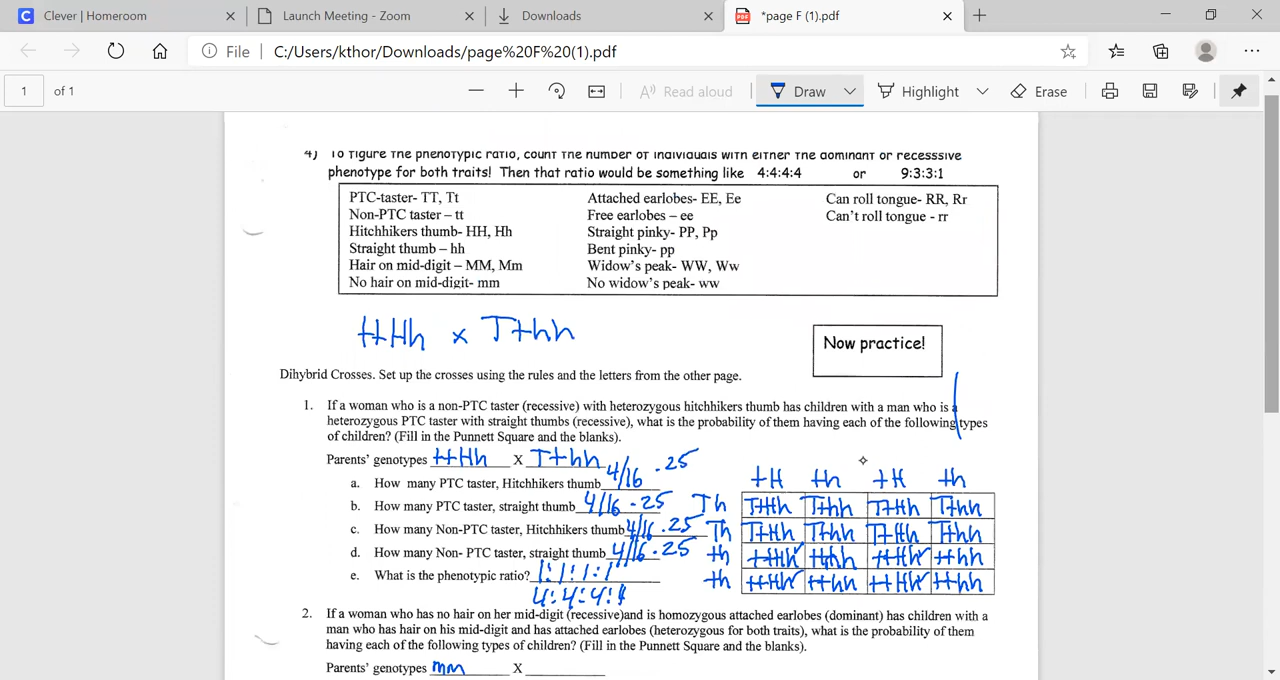 Clever | Homeroom
Launch Meeting - Zoom
Downloads
*page F (1).pdf
File
C:/Users/kthor/Downloads/page%20F%20(1).pdf
1 of 1
Read aloud
Draw
Highlight
Erase
4) To figure the phenotypic ratio, count the number of individuals with either the dominant or recesssive
phenotype for both traits! Then that ratio would be something like 4:4:4:4 or 9:3:3:1
PTC-taster- TT, Tt Attached earlobes- EE, Ee Can roll tongue- RR, Rr
Non-PTC taster – tt Free earlobes – ee Can't roll tongue - rr
Hitchhikers thumb- HH, Hh Straight pinky- PP, Pp
Straight thumb – hh Bent pinky- pp
Hair on mid-digit – MM, Mm Widow's peak- WW, Ww
No hair on mid-digit- mm No widow's peak- ww
ttHh x Tthh
Now practice!
Dihybrid Crosses. Set up the crosses using the rules and the letters from the other page.
1. If a woman who is a non-PTC taster (recessive) with heterozygous hitchhikers thumb has children with a man who is a
heterozygous PTC taster with straight thumbs (recessive), what is the probability of them having each of the following types
of children? (Fill in the Punnett Square and the blanks).
Parents' genotypes ttHh X Tthh
a. How many PTC taster, Hitchhikers thumb 4/16 .25
b. How many PTC taster, straight thumb 4/16 .25
c. How many Non-PTC taster, Hitchhikers thumb 4/16 .25
d. How many Non- PTC taster, straight thumb 4/16 .25
e. What is the phenotypic ratio? 1:1:1:1
4:4:4:4
tH th tH th
Th TtHh Tthh TtHh Tthh
Th TtHh Tthh TtHh Tthh
th ttHh tthh ttHh tthh
th ttHh tthh ttHh tthh
2. If a woman who has no hair on her mid-digit (recessive)and is homozygous attached earlobes (dominant) has children with a
man who has hair on his mid-digit and has attached earlobes (heterozygous for both traits), what is the probability of them
having each of the following types of children? (Fill in the Punnett Square and the blanks).
Parents' genotypes mm X